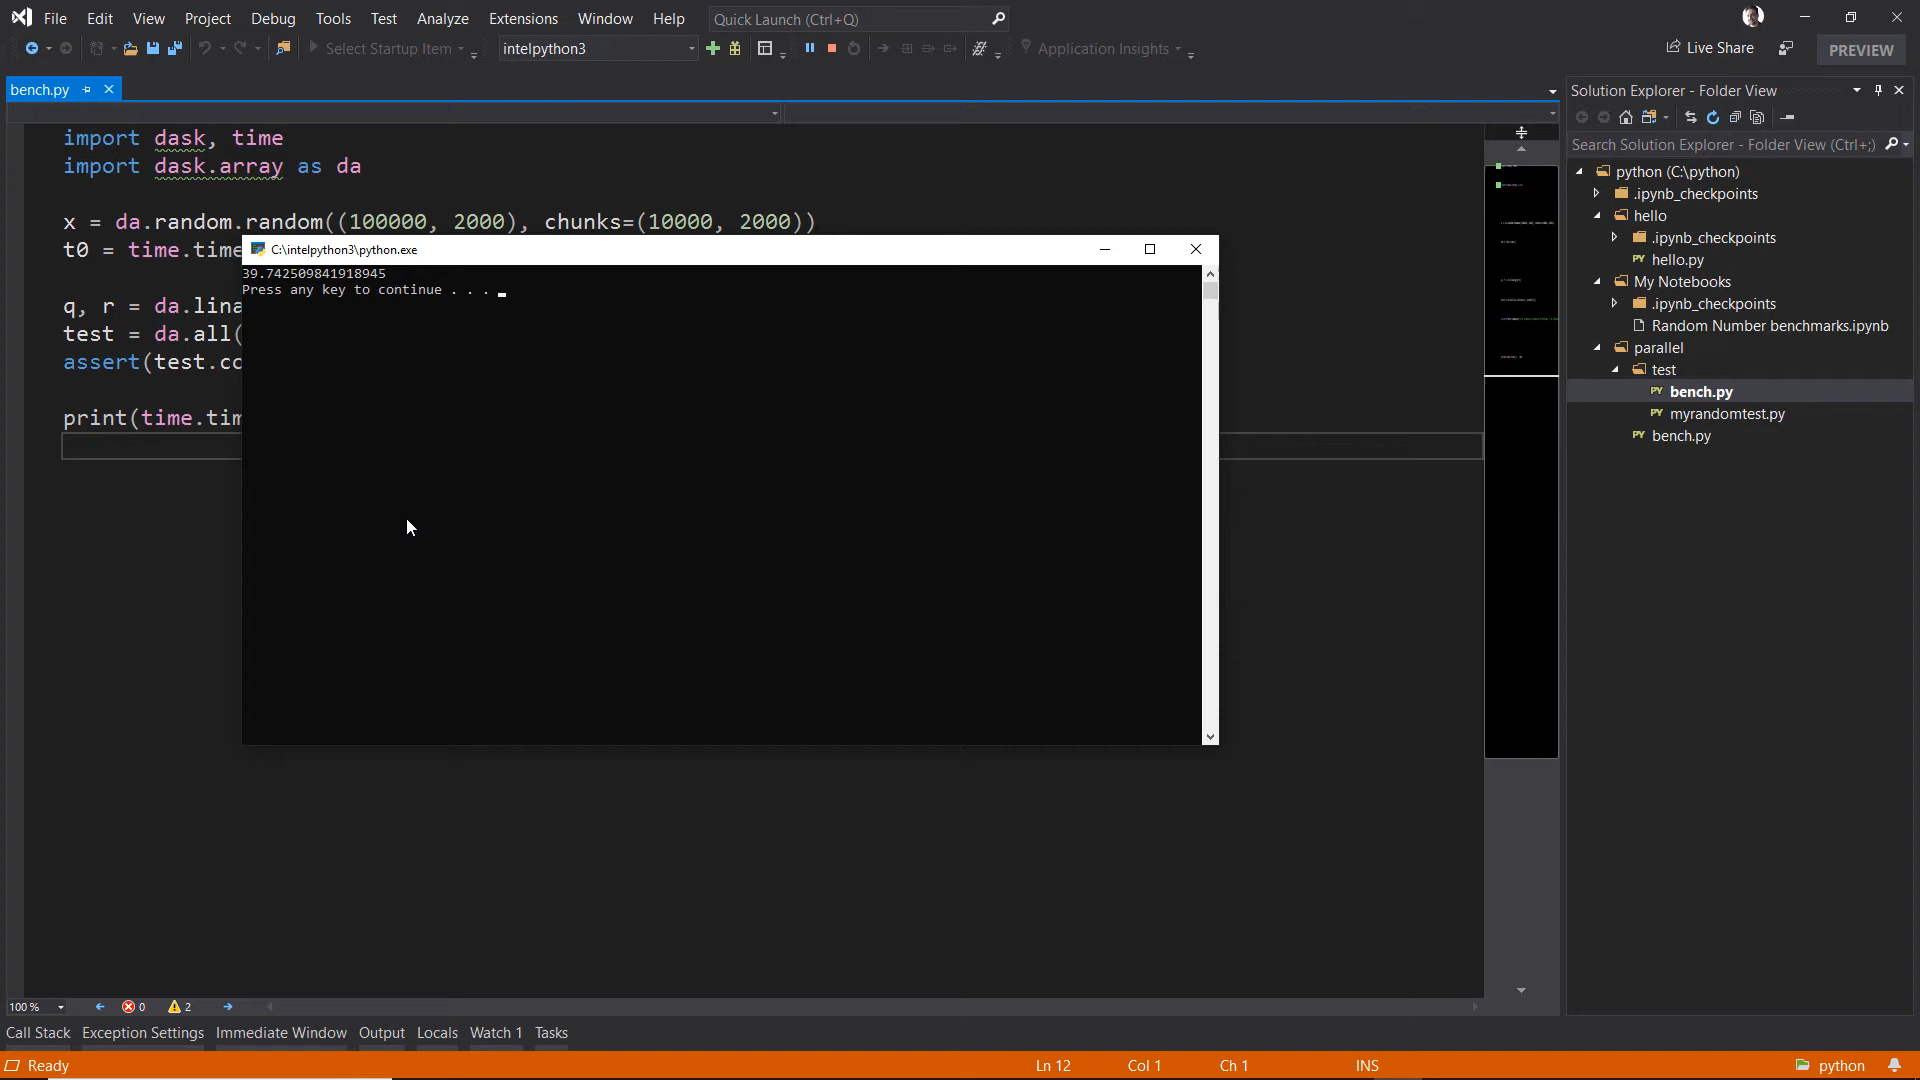 File Edit View Project Debug Tools Test Analyze Extensions Window Help Quick Launch (Ctrl+Q)
Select Startup Item intelpython3 Application Insights Live Share PREVIEW
bench.py
import dask, time
import dask.array as da
x = da.random.random((100000, 2000), chunks=(10000, 2000))
t0 = time.time
q, r = da.lina
test = da.all(
assert(test.co
print(time.tim
C:\intelpython3\python.exe
39.742509841918945
Press any key to continue . . .
Solution Explorer - Folder View
Search Solution Explorer - Folder View (Ctrl+;)
python (C:\python)
.ipynb_checkpoints
hello
.ipynb_checkpoints
hello.py
My Notebooks
.ipynb_checkpoints
Random Number benchmarks.ipynb
parallel
test
bench.py
myrandomtest.py
bench.py
100 % 0 2
Call Stack Exception Settings Immediate Window Output Locals Watch 1 Tasks
Ready Ln 12 Col 1 Ch 1 INS python